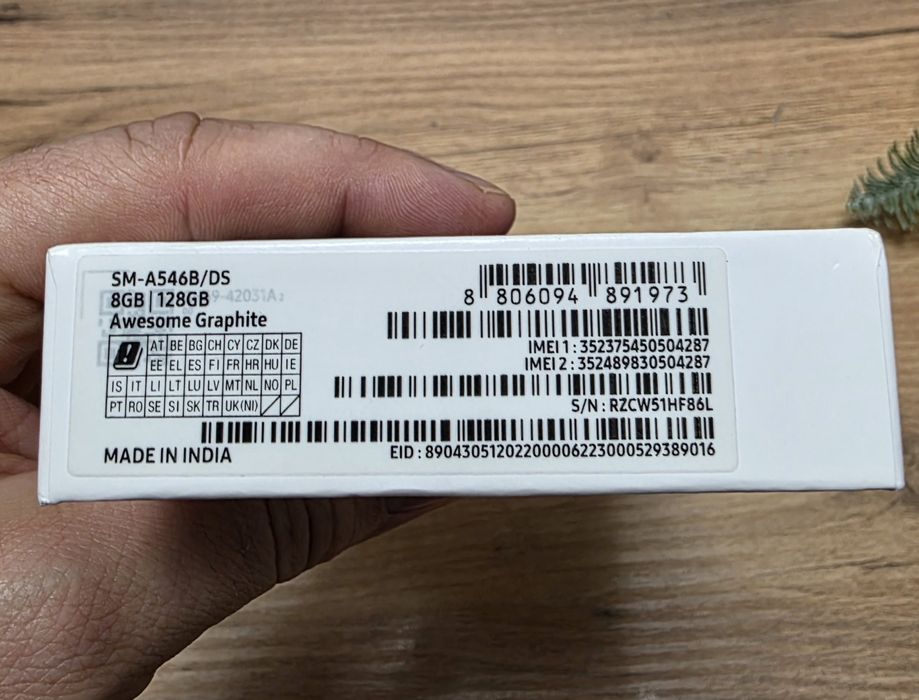 SM-A546B/DS
8GB | 128GB
Awesome Graphite
AT BE BG CH CY CZ DK DE
EE EL ES FI FR HR HU IE
IS IT LI LT LU LV MT NL NO PL
PT RO SE SI SK TR UK(NI)
MADE IN INDIA
8 806094 891973
IMEI 1 : 352375450504287
IMEI 2 : 352489830504287
S/N : RZCW51HF86L
EID : 89043051202200006223000529389016